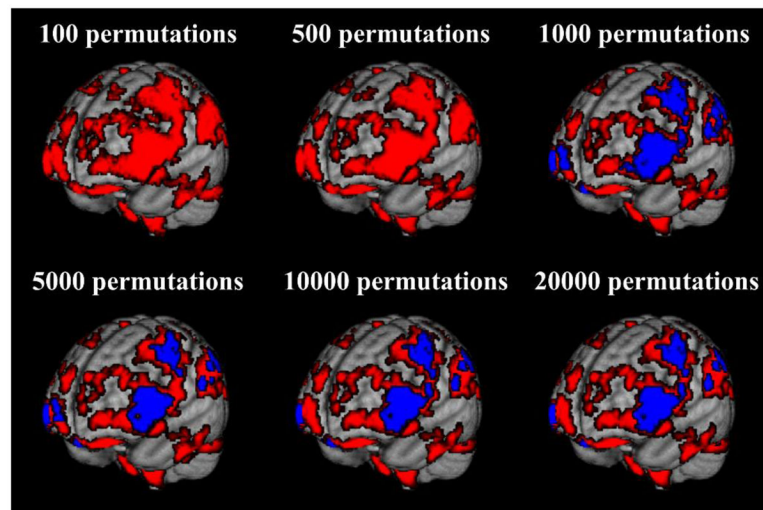 100 permutations
500 permutations
1000 permutations
5000 permutations
10000 permutations
20000 permutations